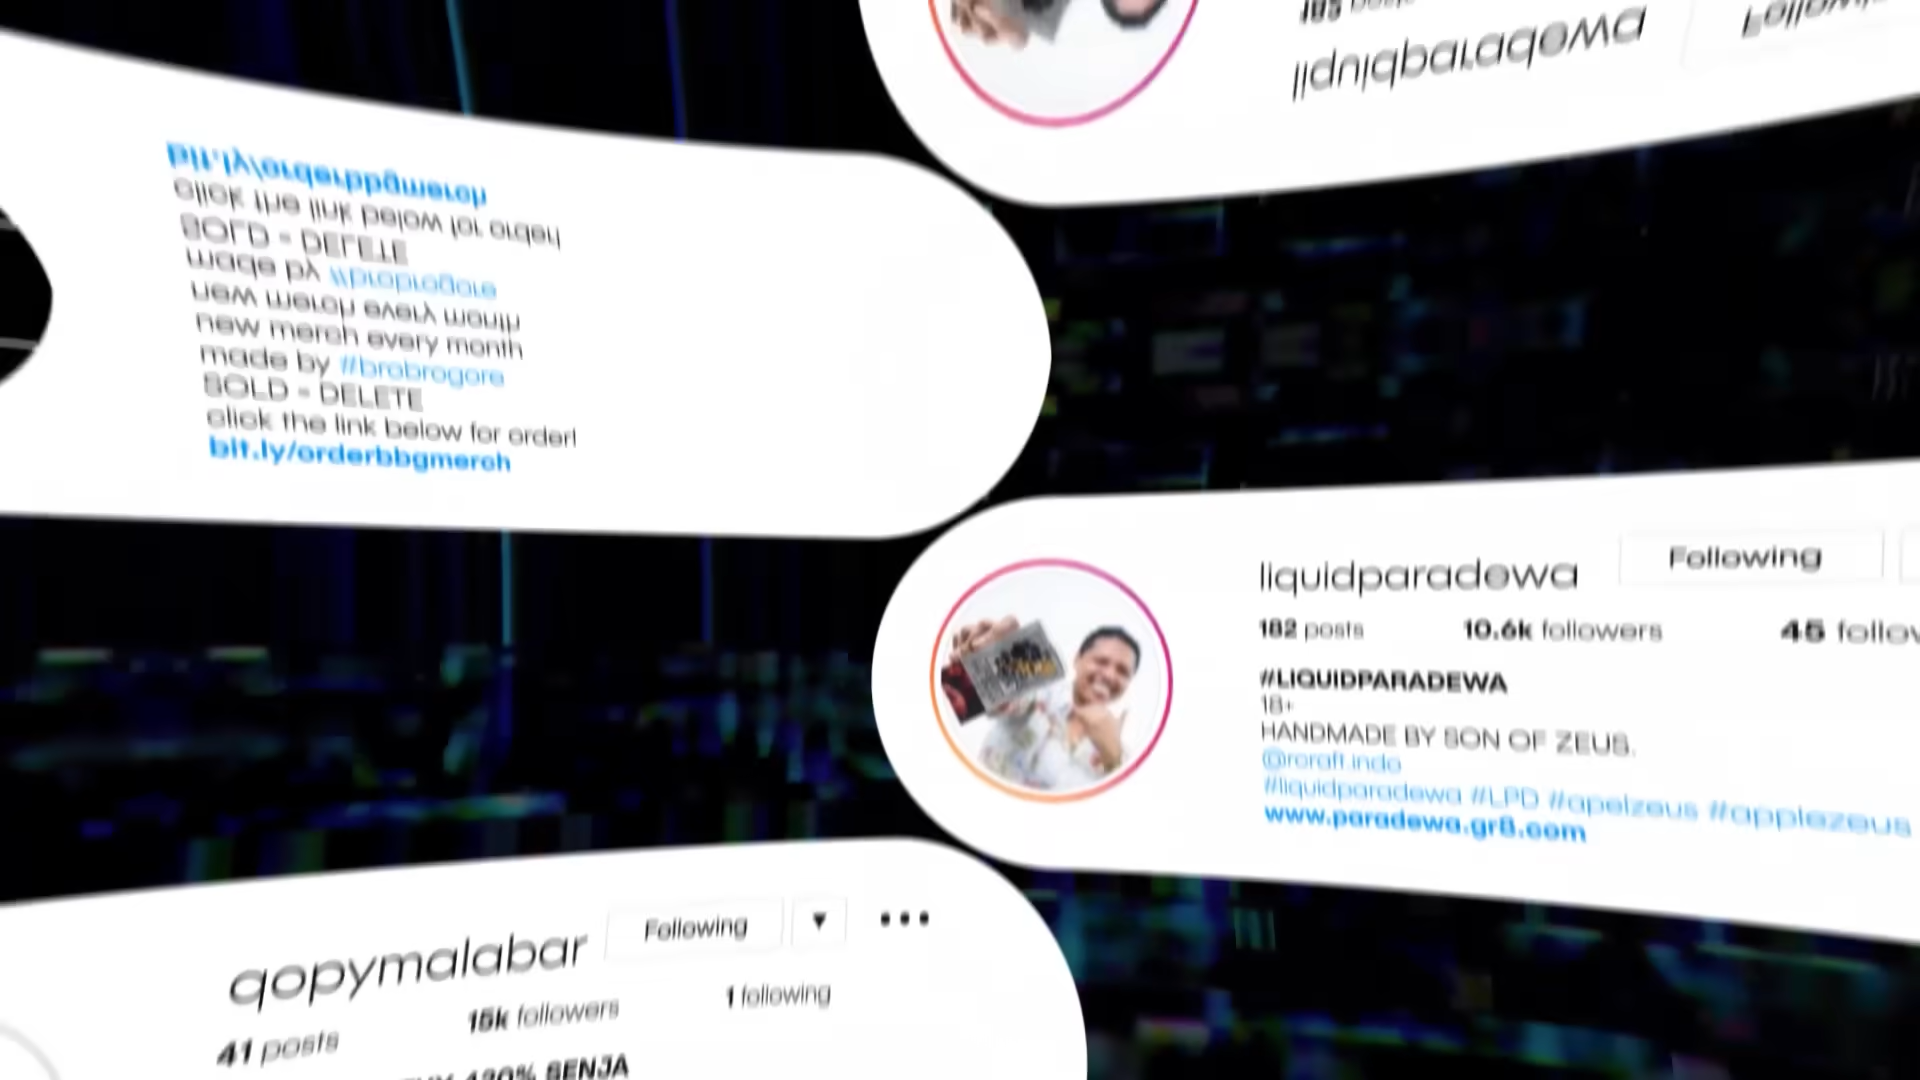 new merch every month
made by #brobrogore
SOLD = DELETE
click the link below for order!
bit.ly/orderbbgmerch
liquidparadewa Following
182 posts 10.6k followers 45
#LIQUIDPARADEWA
18+
HANDMADE BY SON OF ZEUS.
@rcraft.indo
#liquidparadewa #LPD #apelzeus #applezeus
www.paradewa.gr8.com
qopymalabar Following
41 posts 15k followers 1 following
SENJA